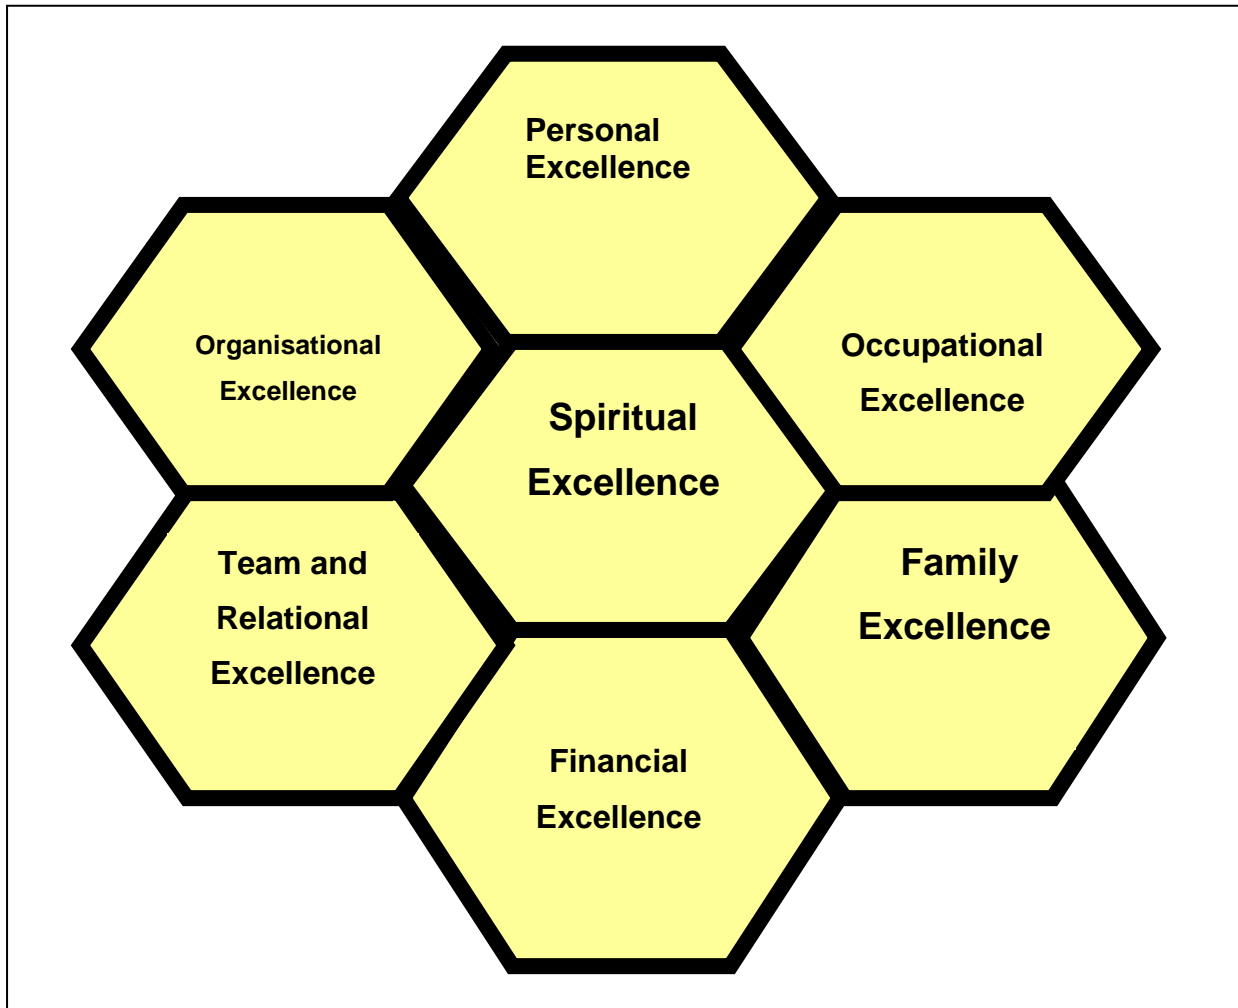 Personal
Excellence
Organisational
Excellence
Occupational
Excellence
Spiritual
Excellence
Team and
Relational
Excellence
Family
Excellence
Financial
Excellence